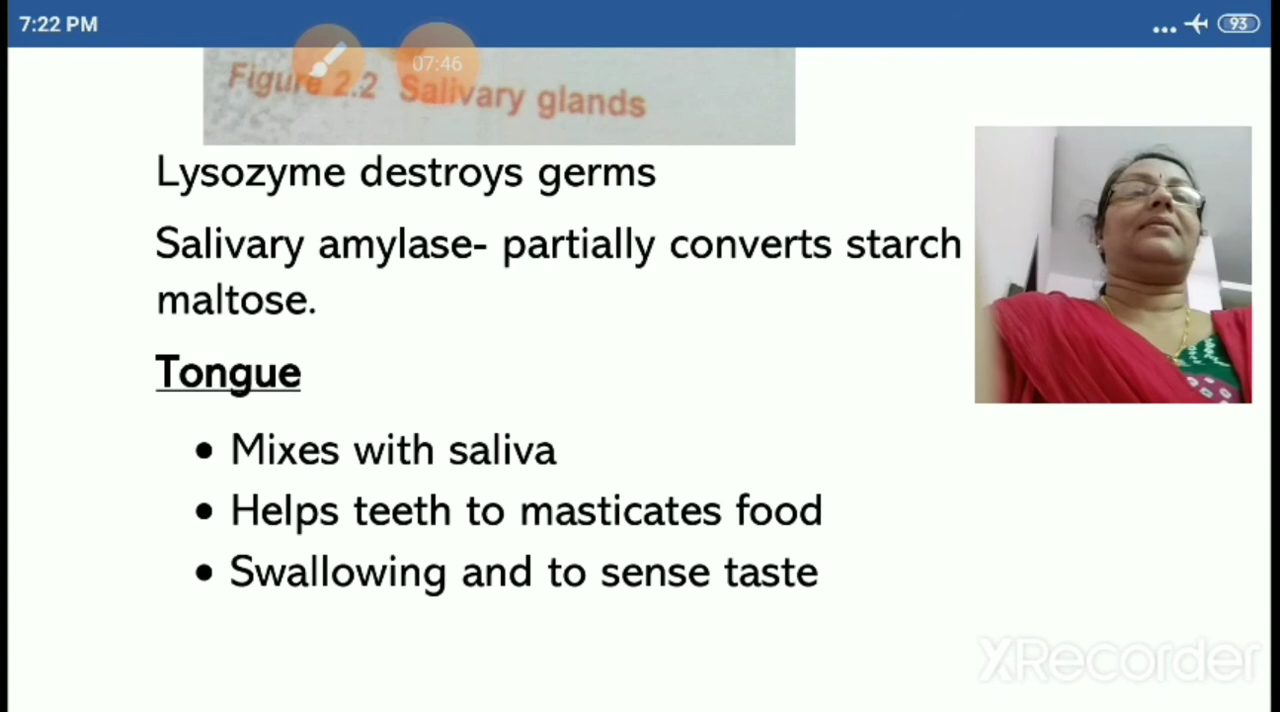 7:22 PM
93
07:46
Figure 2.2 Salivary glands
Lysozyme destroys germs
Salivary amylase- partially converts starch
maltose.
Tongue
• Mixes with saliva
• Helps teeth to masticates food
• Swallowing and to sense taste
XRecorder